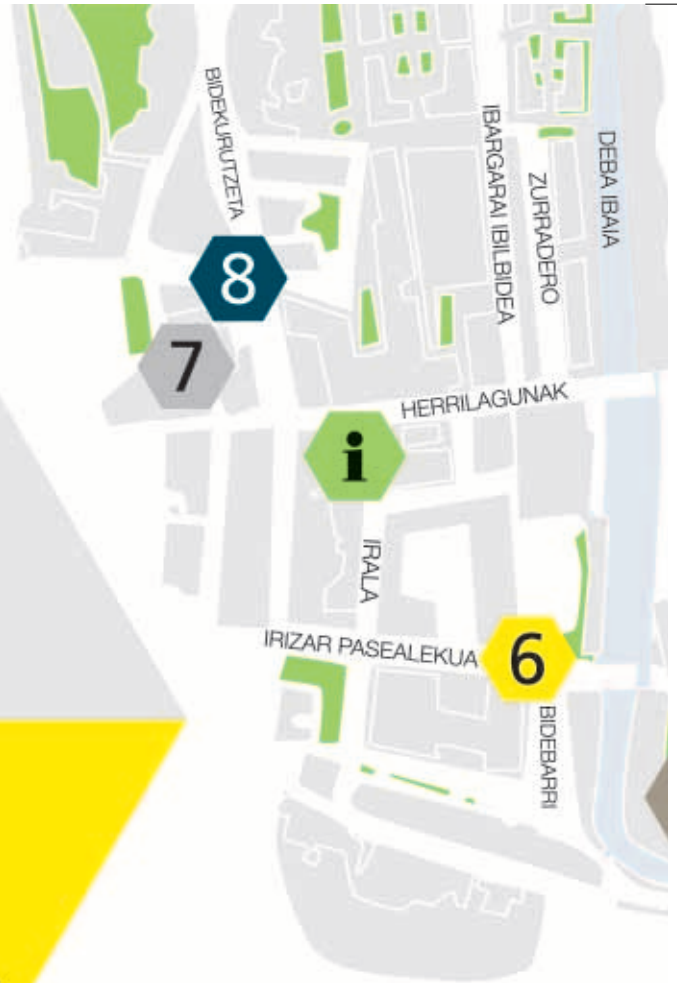 BIDEKURUTZETA
IBARGARAI IBILBIDEA
ZURRADERO
DEBA IBAIA
8
7
HERRILAGUNAK
i
IRALA
IRIZAR PASEALEKUA
6
BIDEBARRI